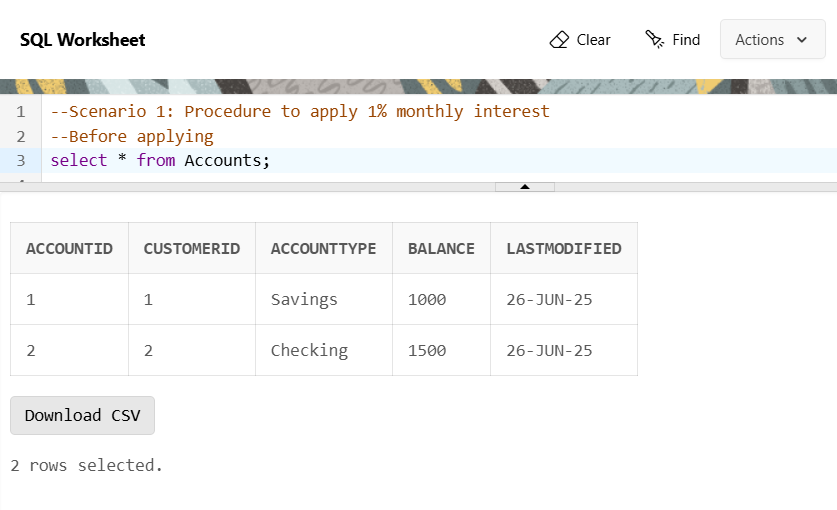 SQL Worksheet
Clear
Find
Actions
1 --Scenario 1: Procedure to apply 1% monthly interest
2 --Before applying
3 select * from Accounts;
ACCOUNTID CUSTOMERID ACCOUNTTYPE BALANCE LASTMODIFIED
1 1 Savings 1000 26-JUN-25
2 2 Checking 1500 26-JUN-25
Download CSV
2 rows selected.